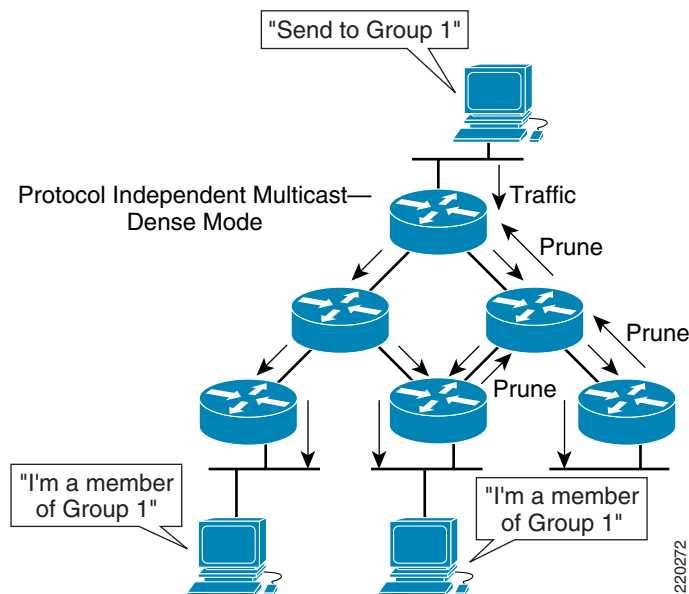 "Send to Group 1"
Protocol Independent Multicast
Dense Mode
Traffic
Prune
Prune
Prune
"I'm a member
of Group 1"
"I'm a member
of Group 1"
220272